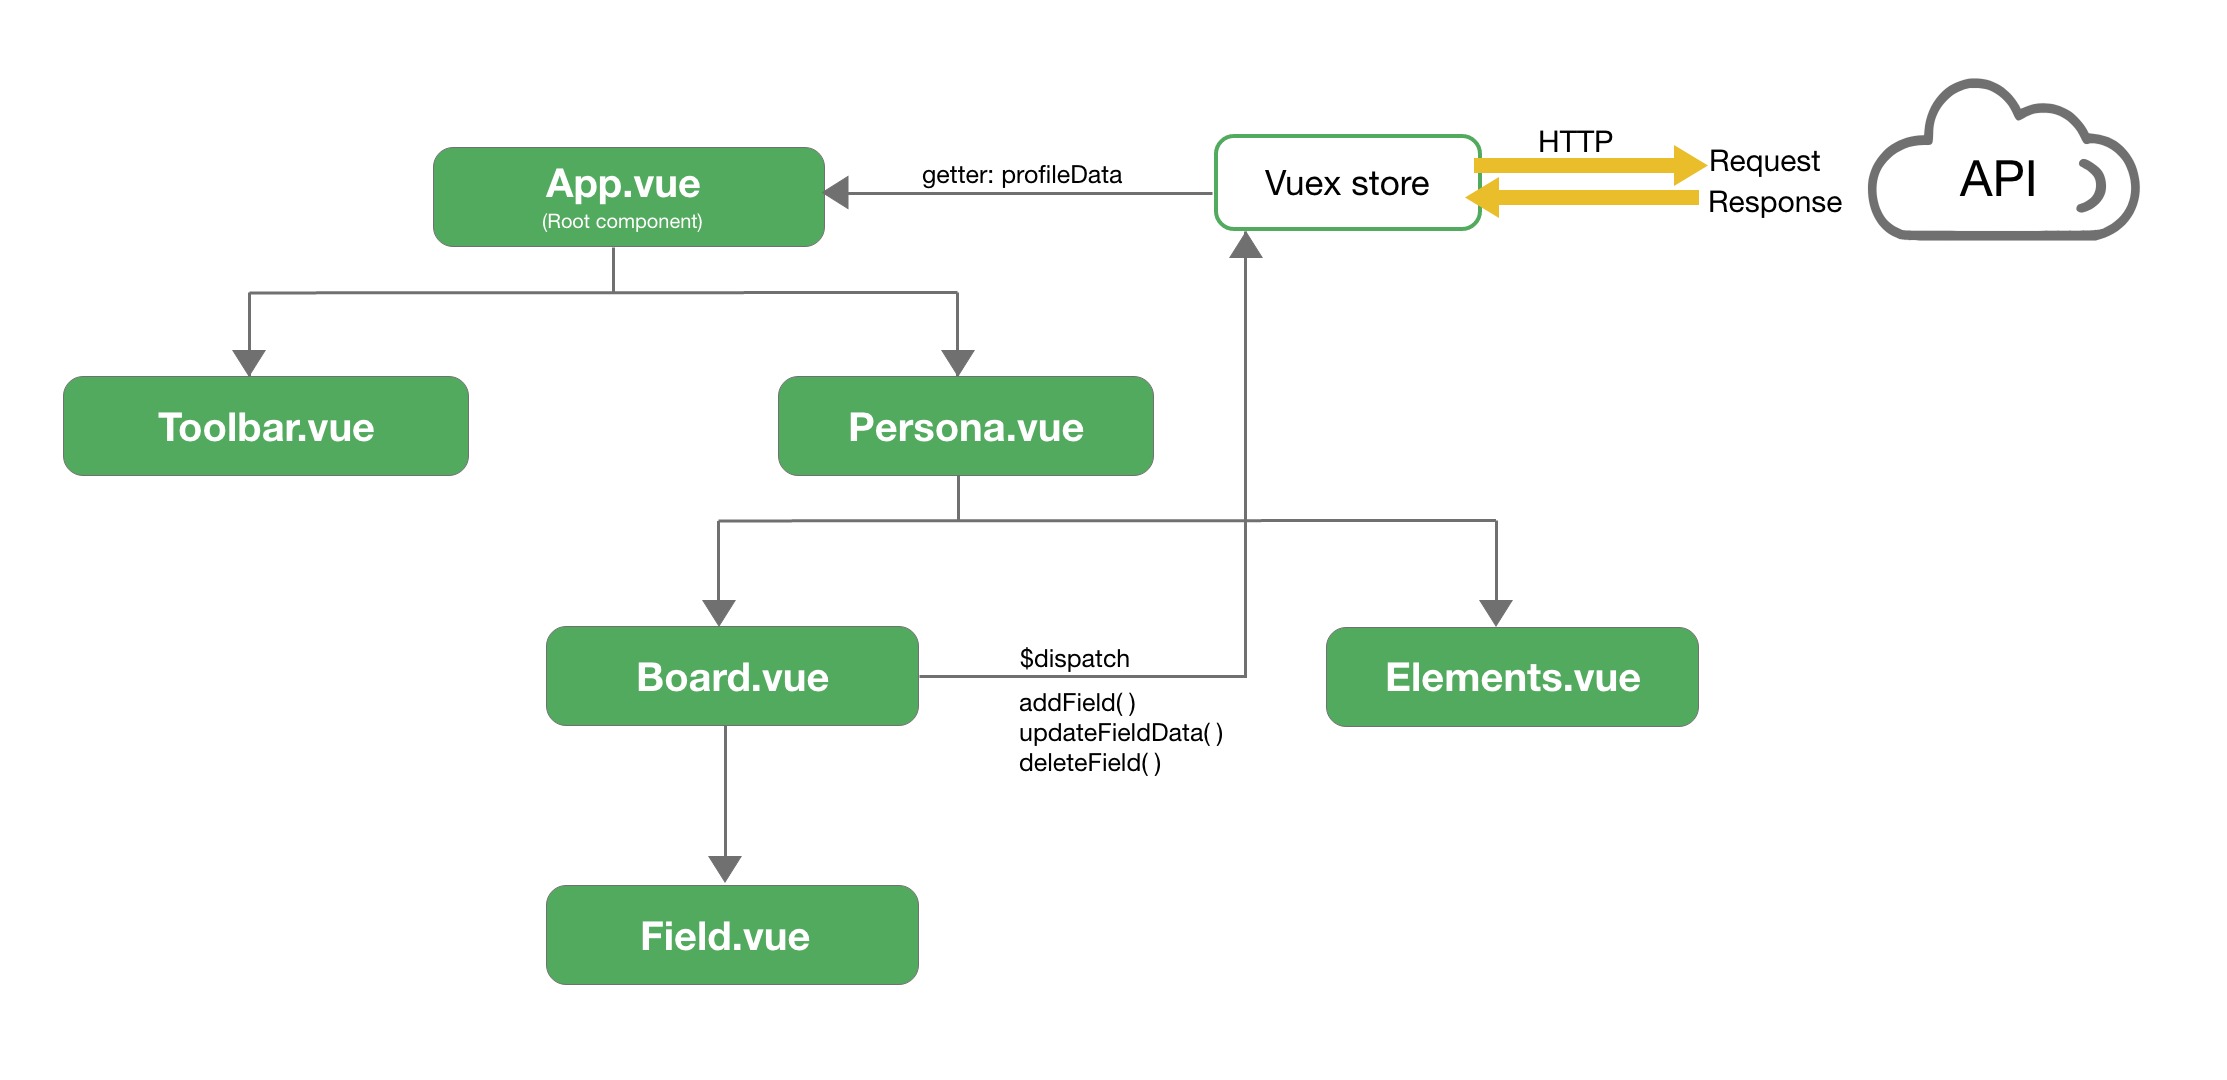 HTTP
App.vue
(Root component)
getter: profileData
Vuex store
Request
Response
API
Toolbar.vue
Persona.vue
Board.vue
$dispatch
addField( )
updateFieldData( )
deleteField( )
Elements.vue
Field.vue